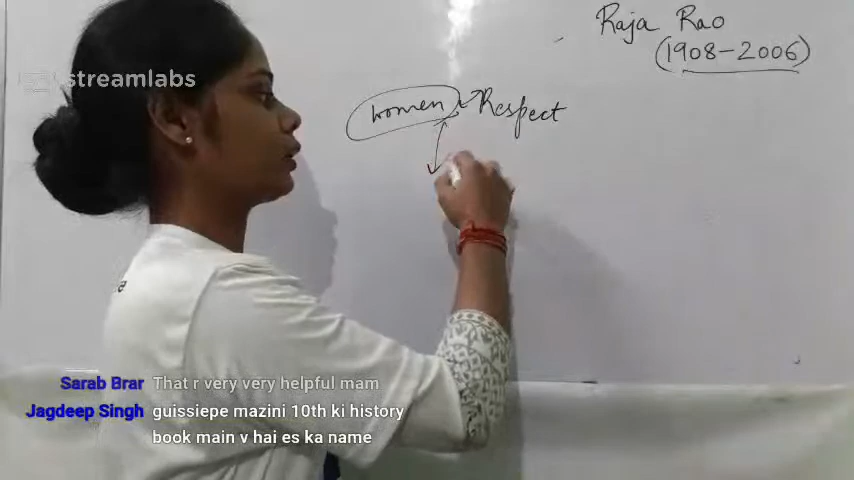 Raja Rao
(1908-2006)
streamlabs
women Respect
Sarab Brar That r very very helpful mam
Jagdeep Singh guissiepe mazini 10th ki history
book main v hai es ka name